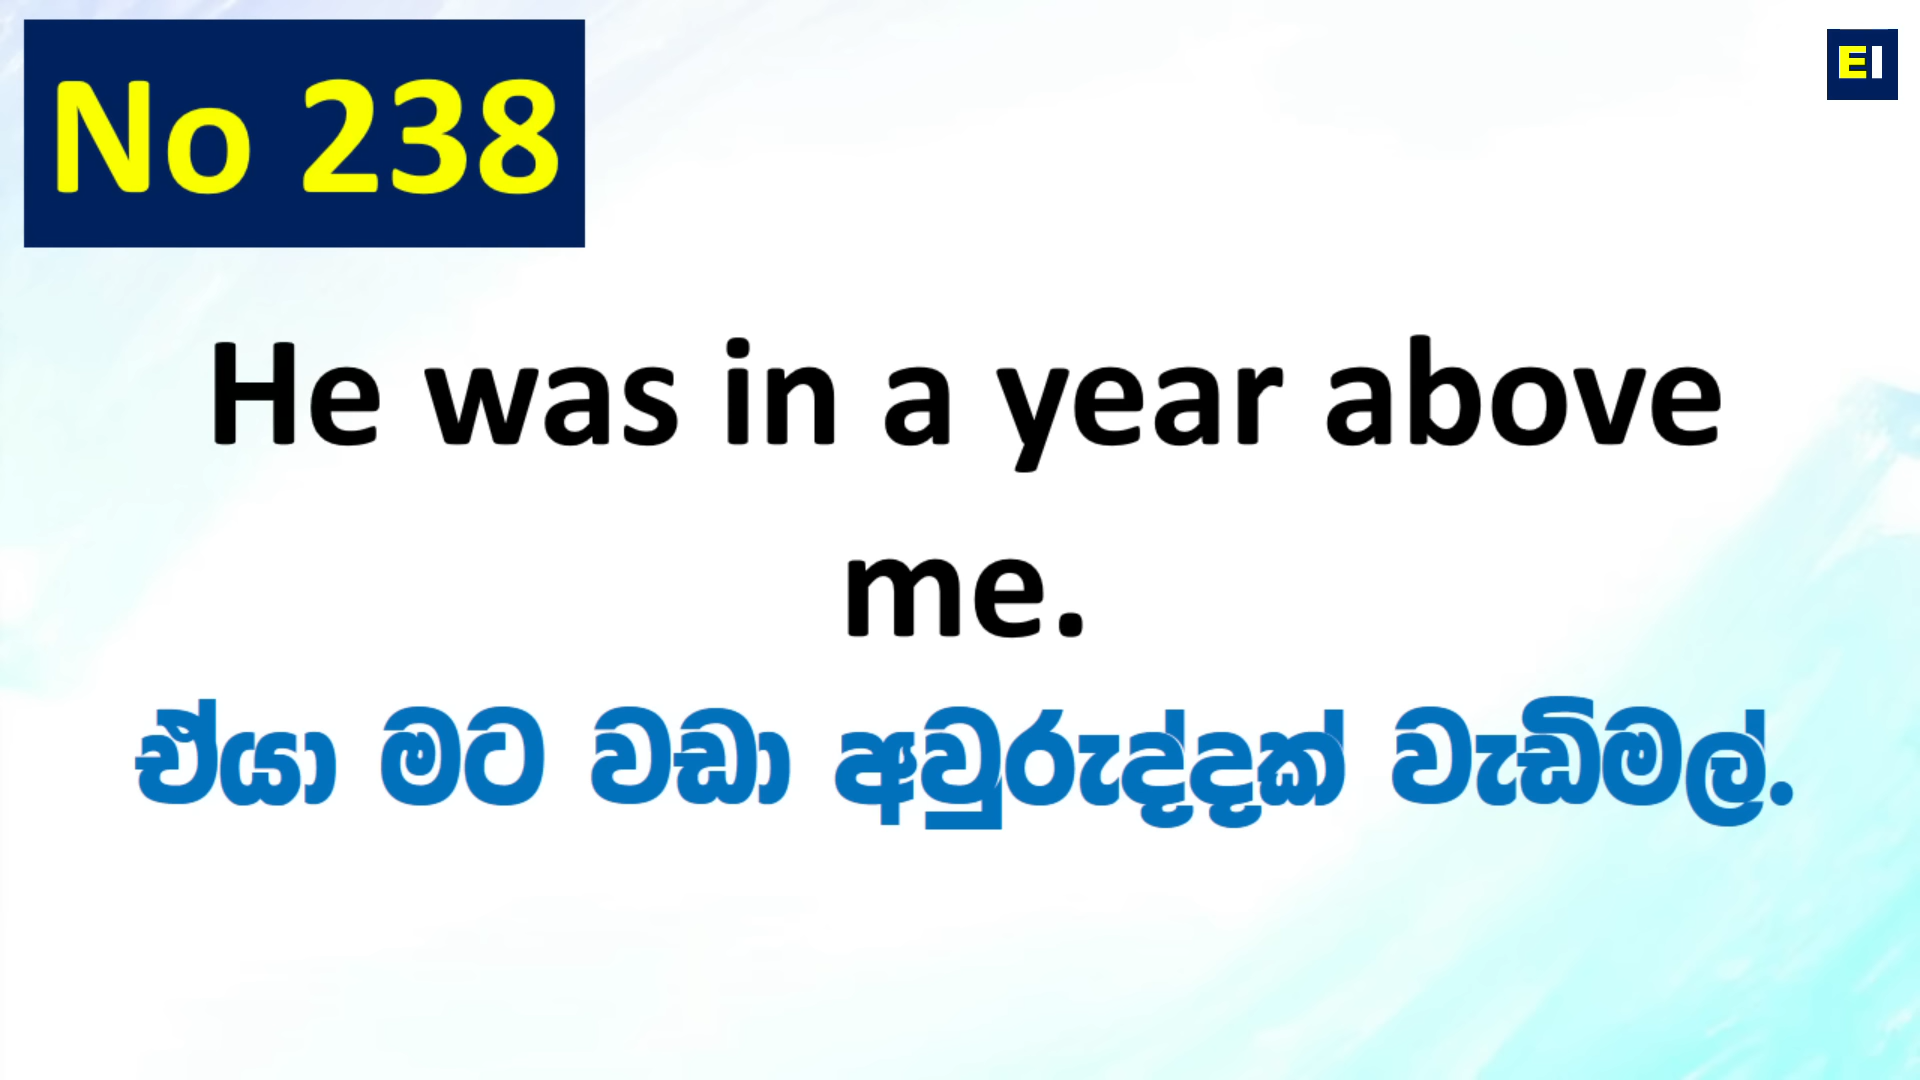 No 238
EI
He was in a year above
me.
ඒයා මට වඩා අවුරුද්දක් වැඩිමල්.